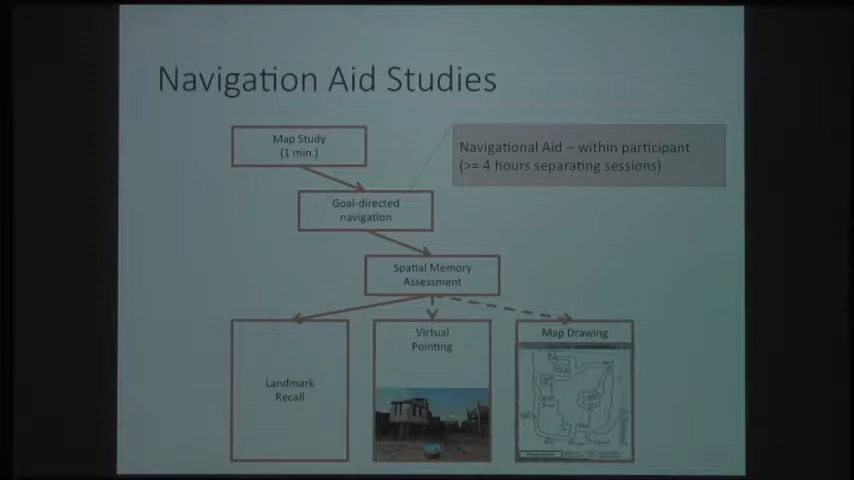 Navigation Aid Studies
Map Study
(1 min.)
Navigational Aid – within participant
(>= 4 hours separating sessions)
Goal-directed
navigation
Spatial Memory
Assessment
Virtual
Pointing
Map Drawing
Landmark
Recall